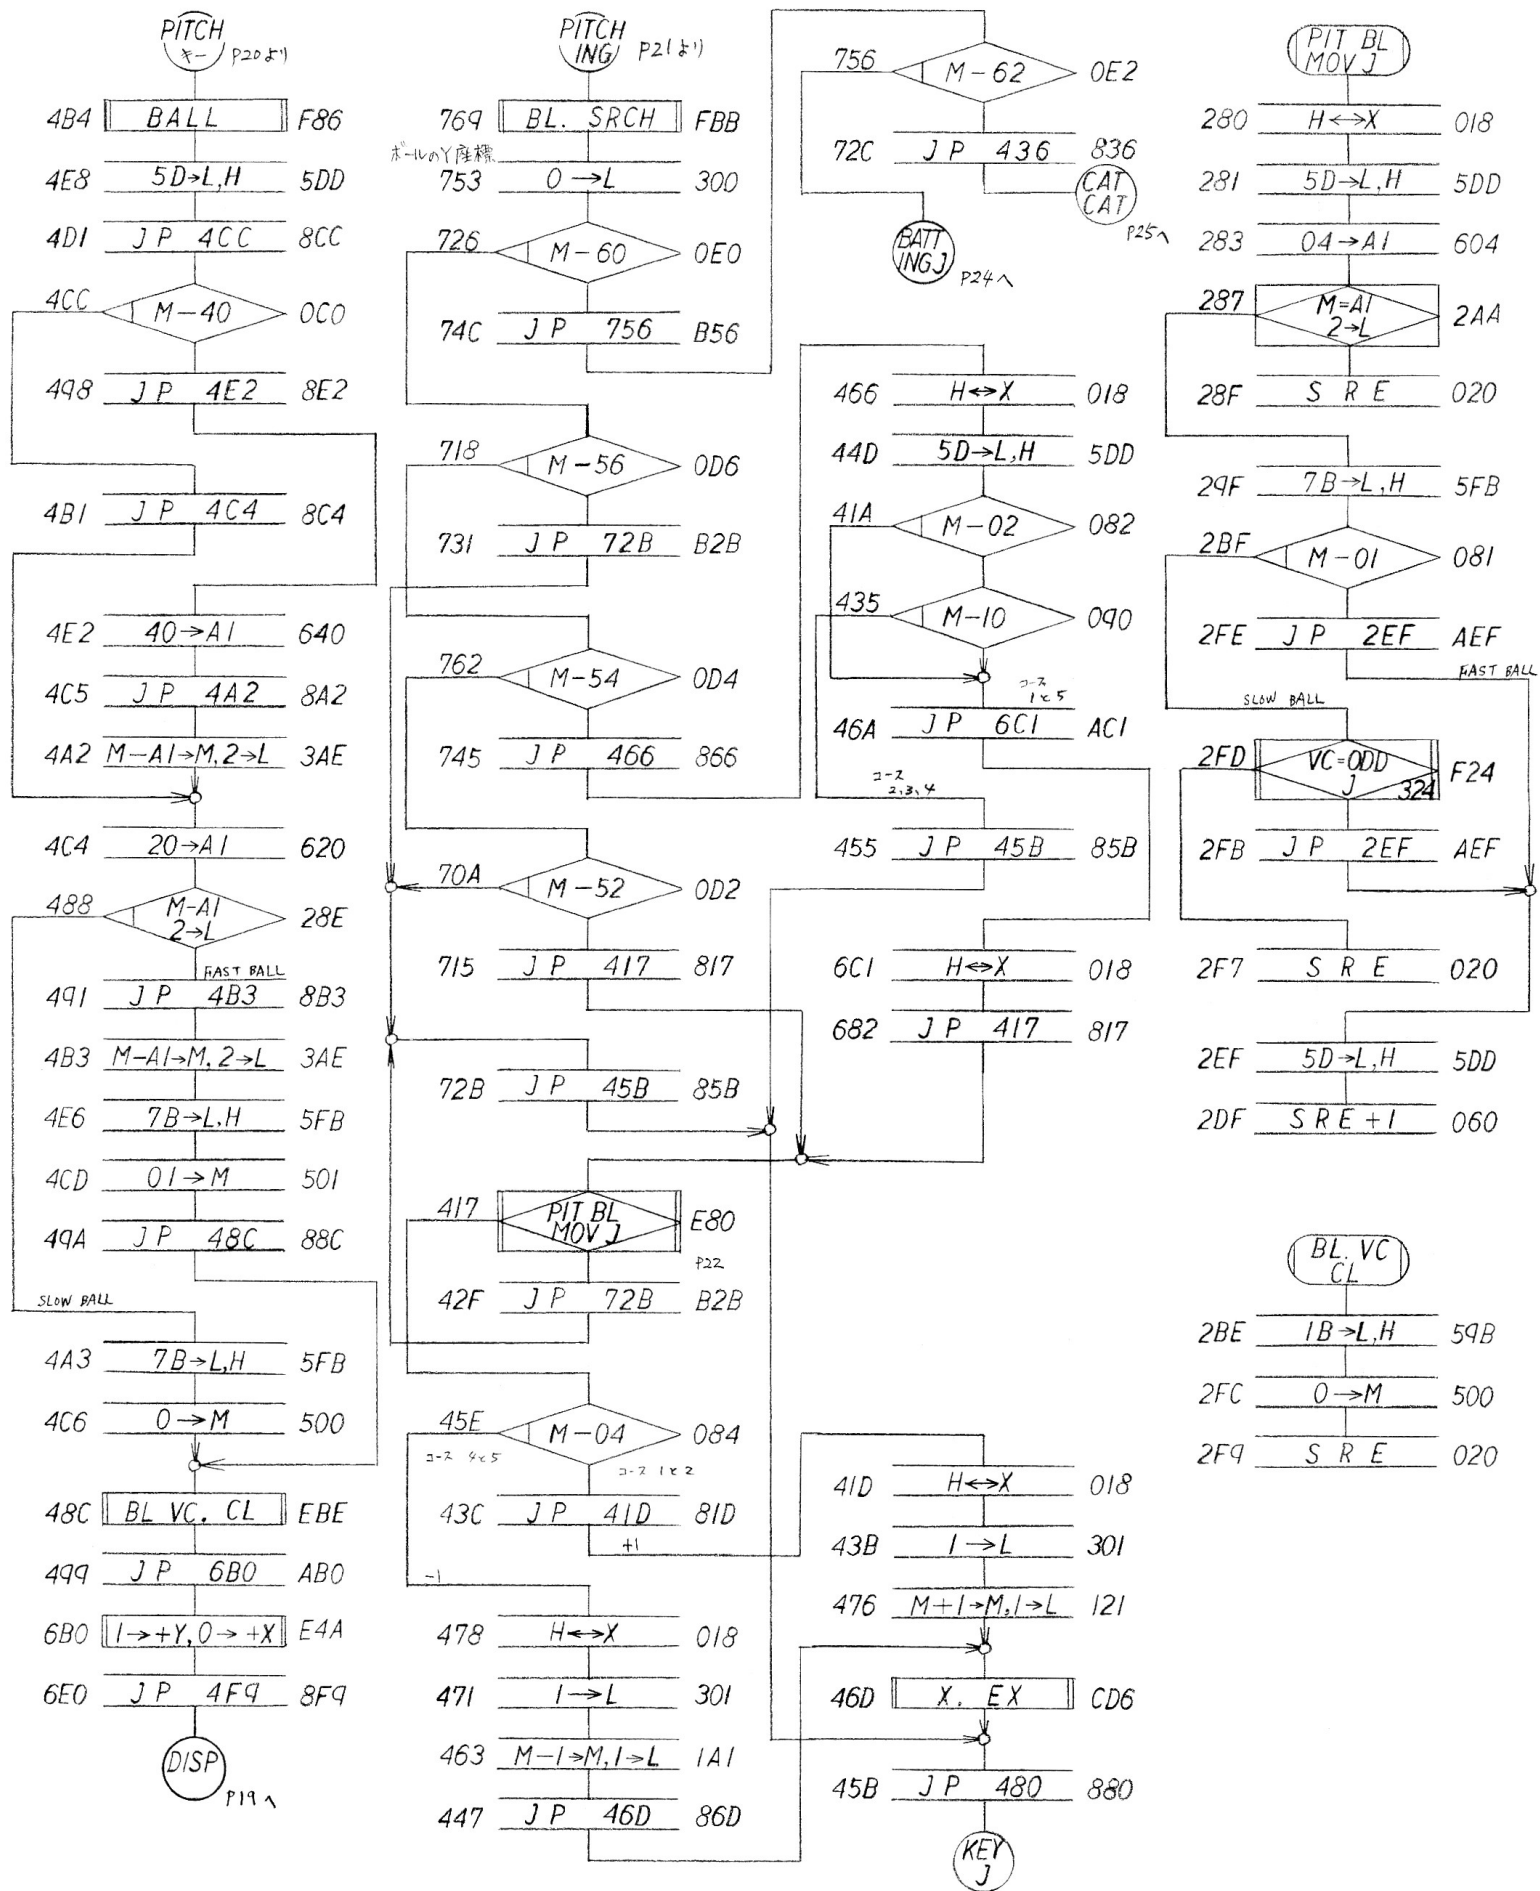 PITCH
キー
P20より
4B4 BALL F86
4E8 5D→L,H 5DD
4D1 JP 4CC 8CC
4CC M-40 0C0
498 JP 4E2 8E2
4B1 JP 4C4 8C4
4E2 40→A1 640
4C5 JP 4A2 8A2
4A2 M-A1→M,2→L 3AE
4C4 20→A1 620
488 M-A1 28E
2→L
FAST BALL
491 JP 4B3 8B3
4B3 M-A1→M,2→L 3AE
4E6 7B→L,H 5FB
4CD 01→M 501
49A JP 48C 88C
SLOW BALL
4A3 7B→L,H 5FB
4C6 0→M 500
48C BL VC. CL EBE
499 JP 6B0 AB0
6B0 1→+Y,0→+X E4A
6E0 JP 4F9 8F9
DISP
P19へ
PITCH
ING
P21より
769 BL. SRCH FBB
ボールのY座標
753 0→L 300
726 M-60 0E0
74C JP 756 B56
718 M-56 0D6
731 JP 72B B2B
762 M-54 0D4
745 JP 466 866
70A M-52 0D2
715 JP 417 817
72B JP 45B 85B
417 PIT BL E80
MOV J
P22
42F JP 72B B2B
45E M-04 084
コース 4と5
コース 1と2
43C JP 41D 81D
+1
-1
478 H↔X 018
471 1→L 301
463 M-1→M,1→L 1A1
447 JP 46D 86D
756 M-62 0E2
72C JP 436 836
CAT
CAT
P25へ
BATT
ING J
P24へ
466 H↔X 018
44D 5D→L,H 5DD
41A M-02 082
435 M-10 090
コース
1と5
46A JP 6C1 AC1
コース
2,3,4
455 JP 45B 85B
6C1 H↔X 018
682 JP 417 817
41D H↔X 018
43B 1→L 301
476 M+1→M,1→L 121
46D X. EX CD6
45B JP 480 880
KEY
J
PIT BL
MOV J
280 H↔X 018
281 5D→L,H 5DD
283 04→A1 604
287 M=A1 2AA
2→L
28F SRE 020
29F 7B→L,H 5FB
2BF M-01 081
2FE JP 2EF AEF
FAST BALL
SLOW BALL
2FD VC=ODD F24
J 324
2FB JP 2EF AEF
2F7 SRE 020
2EF 5D→L,H 5DD
2DF SRE+1 060
BL. VC
CL
2BE 1B→L,H 59B
2FC 0→M 500
2F9 SRE 020